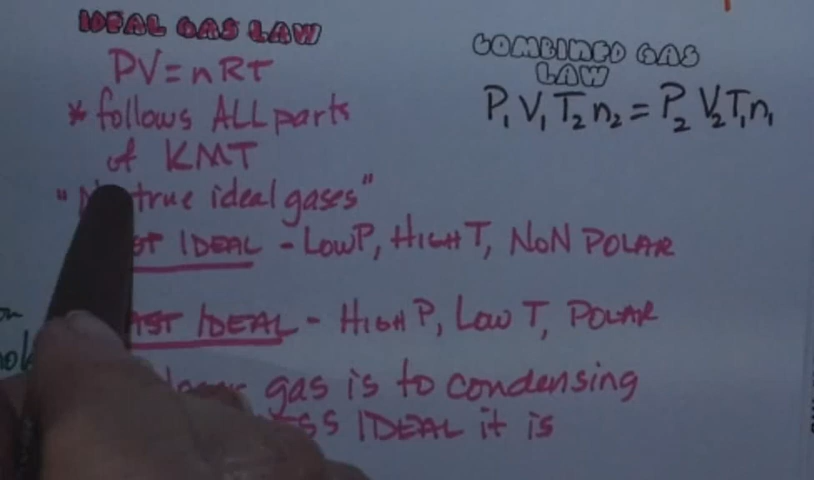 IDEAL GAS LAW
PV = nRT
* follows ALL parts
of KMT
" true ideal gases"
IDEAL - LOW P, HIGH T, NON POLAR
IDEAL - HIGH P, LOW T, POLAR
gas is to condensing
IDEAL it is
COMBINED GAS
LAW
P₁V₁T₂n₂ = P₂V₂T₁n₁